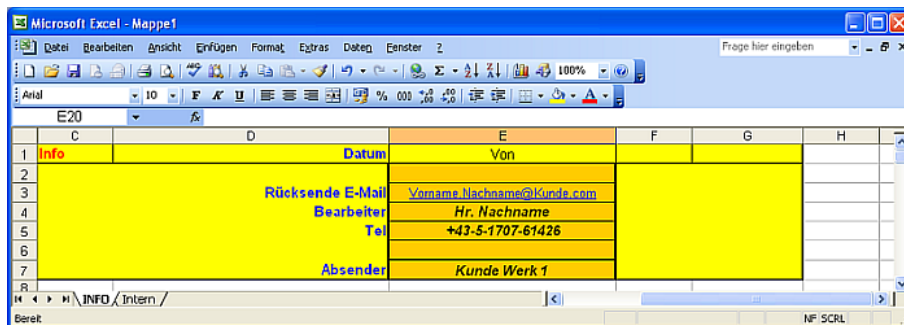 Microsoft Excel - Mappe1
Datei Bearbeiten Ansicht Einfügen Format Extras Daten Fenster ? Frage hier eingeben
100%
Arial 10 F K U % 000
E20 fx
C D E F G H
1 Info Datum Von
2
3 Rücksende E-Mail Vorname.Nachname@Kunde.com
4 Bearbeiter Hr. Nachname
5 Tel +43-5-1707-61426
6
7 Absender Kunde Werk 1
8
INFO / Intern /
Bereit NF SCRL